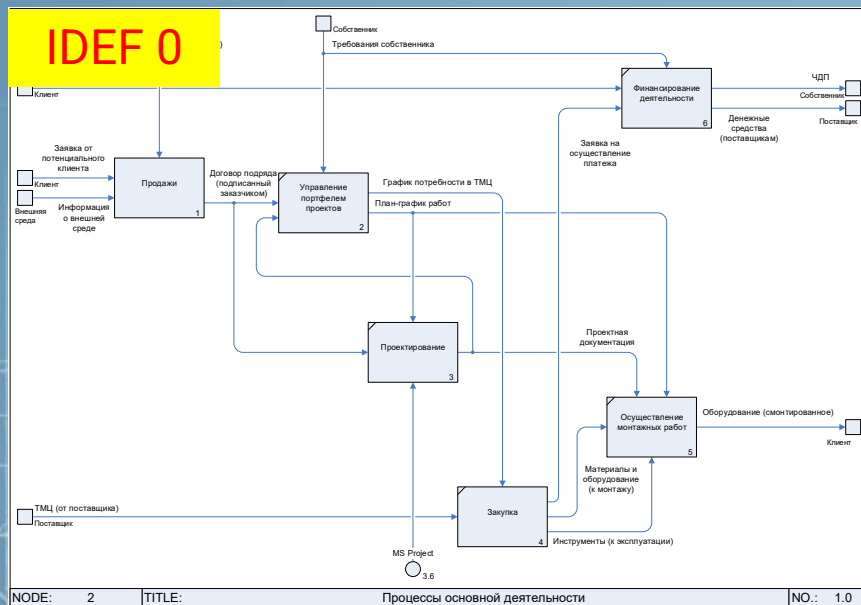 IDEF 0
)
Собственник
Требования собственника
Клиент
Финансирование
деятельности
6
ЧДП
Собственник
Денежные
средства
(поставщикам)
Поставщик
Заявка на
осуществление
платежа
Заявка от
потенциального
клиента
Клиент
Внешняя
среда
Информация
о внешней
среде
Продажи
1
Договор подряда
(подписанный
заказчиком)
Управление
портфелем
проектов
2
График потребности в ТМЦ
План-график работ
Проектирование
3
Проектная
документация
Осуществление
монтажных работ
5
Оборудование (смонтированное)
Клиент
Материалы и
оборудование
(к монтажу)
ТМЦ (от поставщика)
Поставщик
Закупка
4
Инструменты (к эксплуатации)
MS Project
3.6
NODE: 2 TITLE: Процессы основной деятельности NO.: 1.0